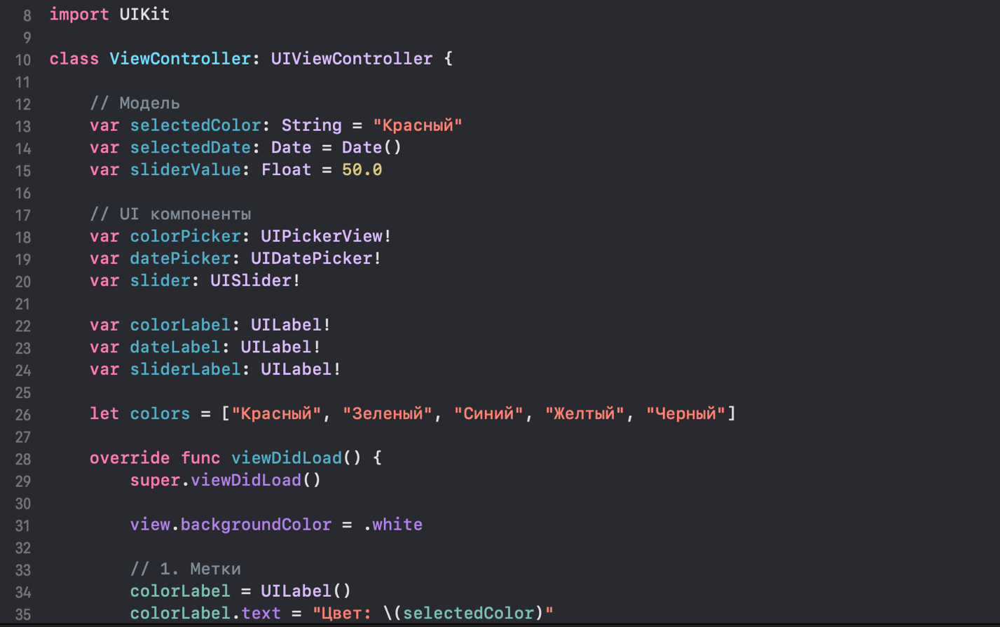 8 import UIKit
9
10 class ViewController: UIViewController {
11
12     // Модель
13     var selectedColor: String = "Красный"
14     var selectedDate: Date = Date()
15     var sliderValue: Float = 50.0
16
17     // UI компоненты
18     var colorPicker: UIPickerView!
19     var datePicker: UIDatePicker!
20     var slider: UISlider!
21
22     var colorLabel: UILabel!
23     var dateLabel: UILabel!
24     var sliderLabel: UILabel!
25
26     let colors = ["Красный", "Зеленый", "Синий", "Желтый", "Черный"]
27
28     override func viewDidLoad() {
29         super.viewDidLoad()
30
31         view.backgroundColor = .white
32
33         // 1. Метки
34         colorLabel = UILabel()
35         colorLabel.text = "Цвет: \(selectedColor)"